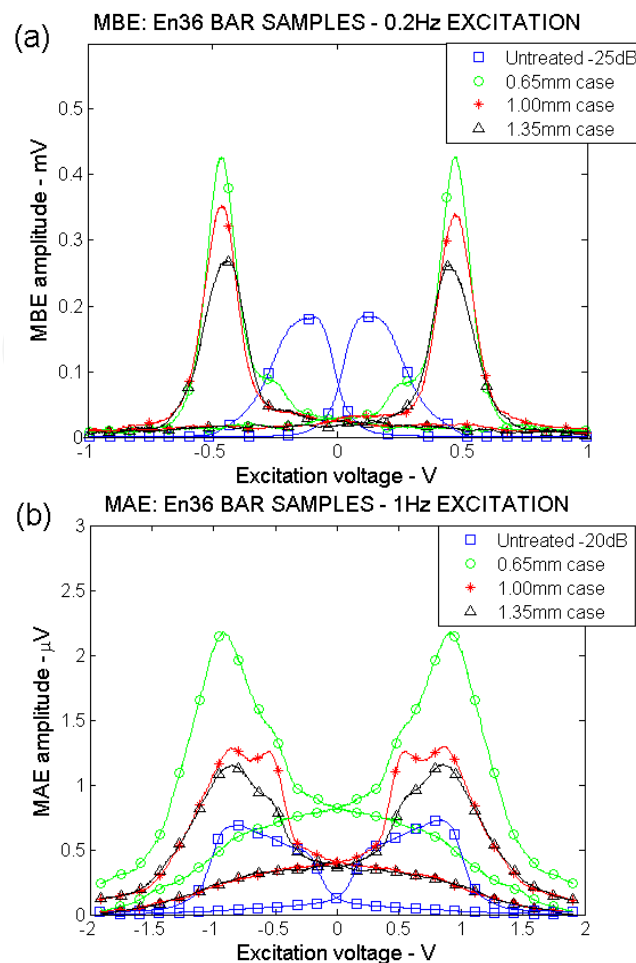 (a)
MBE: En36 BAR SAMPLES - 0.2Hz EXCITATION
Untreated -25dB
0.65mm case
1.00mm case
1.35mm case
MBE amplitude - mV
0.5
0.4
0.3
0.2
0.1
0
-1
-0.5
0
0.5
1
Excitation voltage - V
(b)
MAE: En36 BAR SAMPLES - 1Hz EXCITATION
Untreated -20dB
0.65mm case
1.00mm case
1.35mm case
MAE amplitude -μV
3
2.5
2
1.5
1
0.5
0
-2
-1.5
-1
-0.5
0
0.5
1
1.5
2
Excitation voltage - V